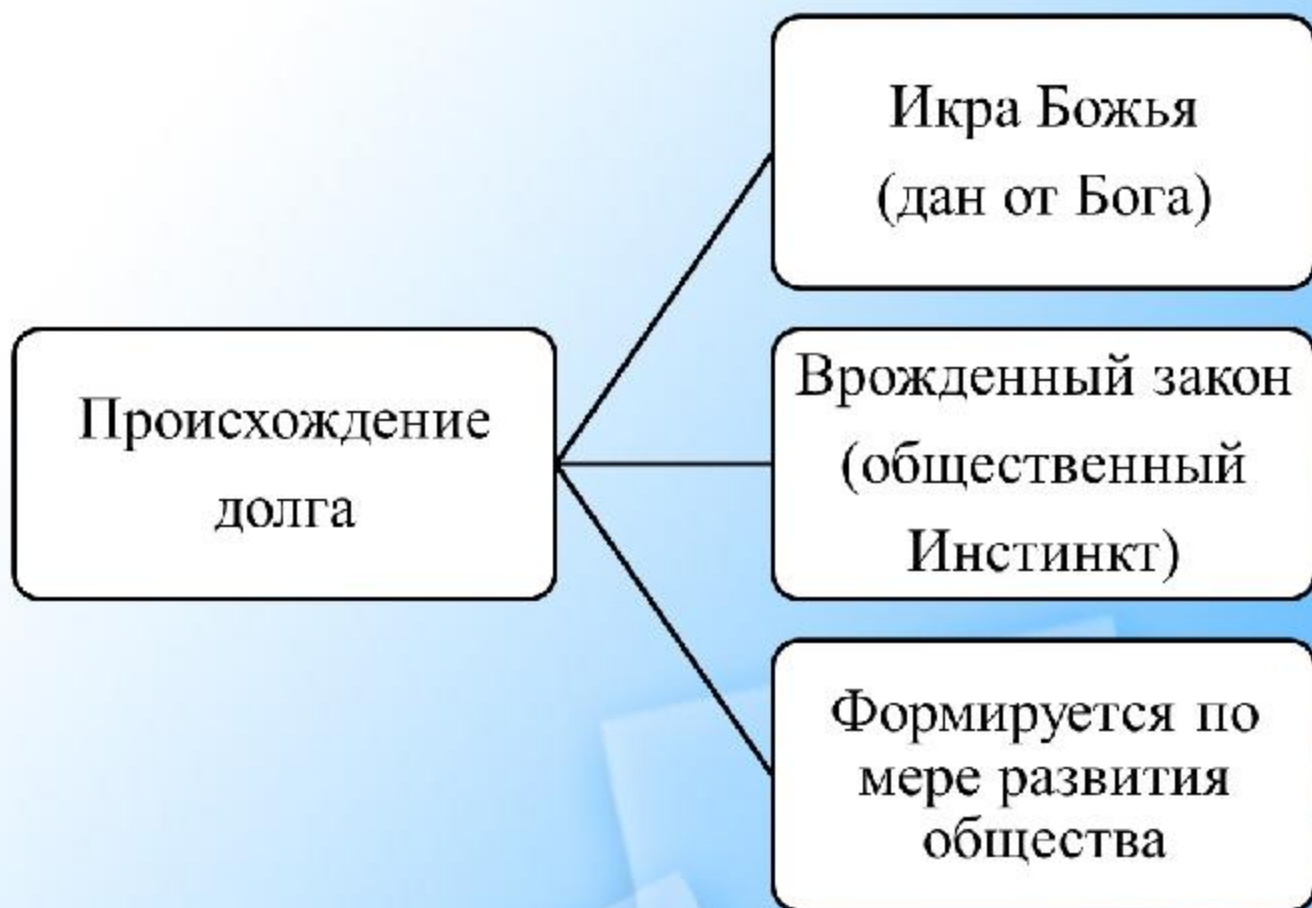 Икра Божья
(дан от Бога)
Происхождение
долга
Врожденный закон
(общественный
Инстинкт)
Формируется по
мере развития
общества